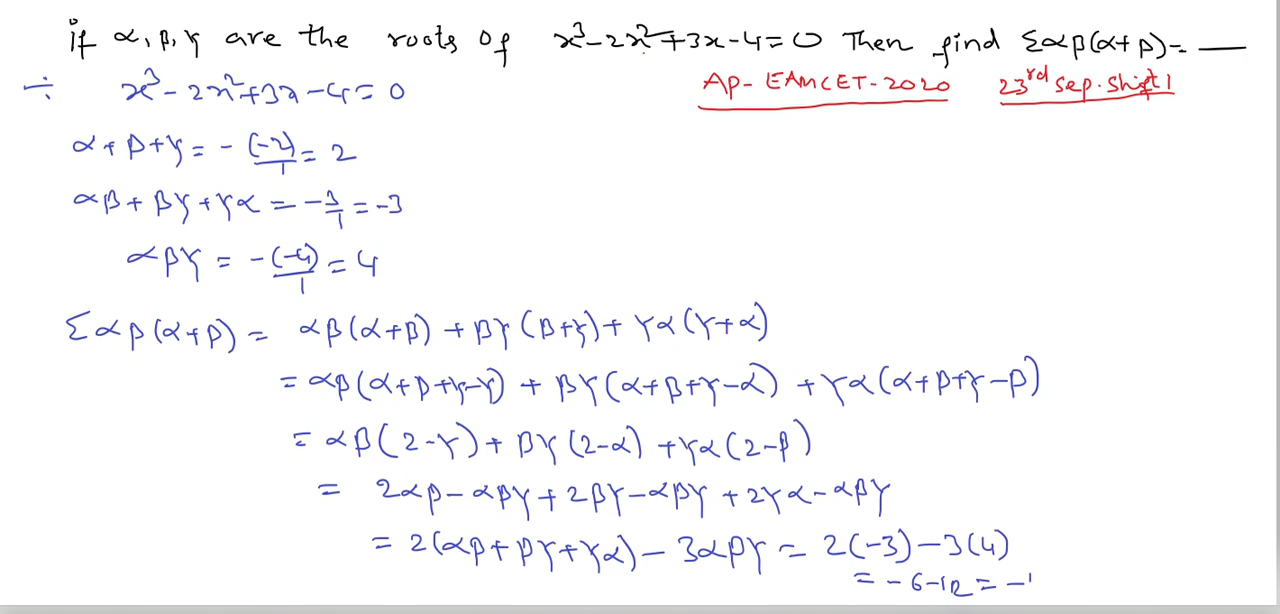 if α, β, γ are the roots of x³-2x²+3x-4=0 Then find Σαβ(α+β)= —
÷ x³-2x²+3x-4=0 AP-EAMCET-2020 23rd Sep. Shift 1
α+β+γ = -(-2)/1 = 2
αβ+βγ+γα = -3/1 = -3
αβγ = -(-4)/1 = 4
Σαβ(α+β) = αβ(α+β) + βγ(β+γ) + γα(γ+α)
= αβ(α+β+γ-γ) + βγ(α+β+γ-α) + γα(α+β+γ-β)
= αβ(2-γ) + βγ(2-α) + γα(2-β)
= 2αβ-αβγ+2βγ-αβγ+2γα-αβγ
= 2(αβ+βγ+γα)-3αβγ = 2(-3)-3(4)
= -6-12 = -1